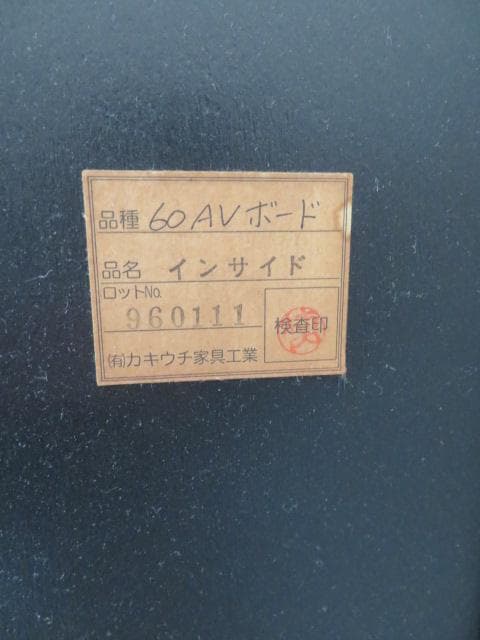 品種 60AVボード
品名 インサイド
ロットNo.
960111
検査印
(有)カキウチ家具工業